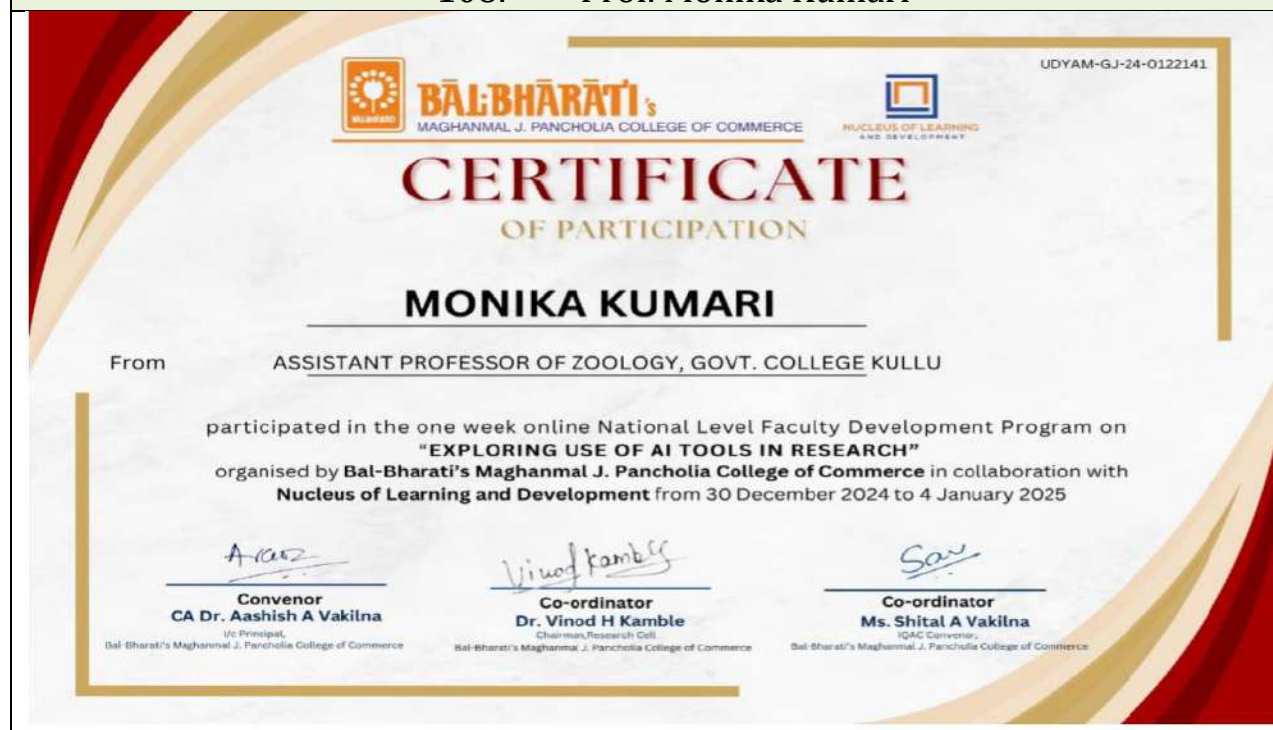 UDYAM-GJ-24-0122141
BĀL-BHĀRĀTI's
MAGHANMAL J. PANCHOLIA COLLEGE OF COMMERCE
BAL-BHARATI
NUCLEUS OF LEARNING
AND DEVELOPMENT
CERTIFICATE
OF PARTICIPATION
MONIKA KUMARI
From ASSISTANT PROFESSOR OF ZOOLOGY, GOVT. COLLEGE KULLU
participated in the one week online National Level Faculty Development Program on
“EXPLORING USE OF AI TOOLS IN RESEARCH”
organised by Bal-Bharati’s Maghanmal J. Pancholia College of Commerce in collaboration with
Nucleus of Learning and Development from 30 December 2024 to 4 January 2025
Vinod Kamble
Convenor
CA Dr. Aashish A Vakilna
I/c Principal,
Bal-Bharati's Maghanmal J. Pancholia College of Commerce
Co-ordinator
Dr. Vinod H Kamble
Chairman,Research Cell
Bal-Bharati's Maghanmal J. Pancholia College of Commerce
Co-ordinator
Ms. Shital A Vakilna
IQAC Convenor,
Bal-Bharati's Maghanmal J. Pancholia College of Commerce